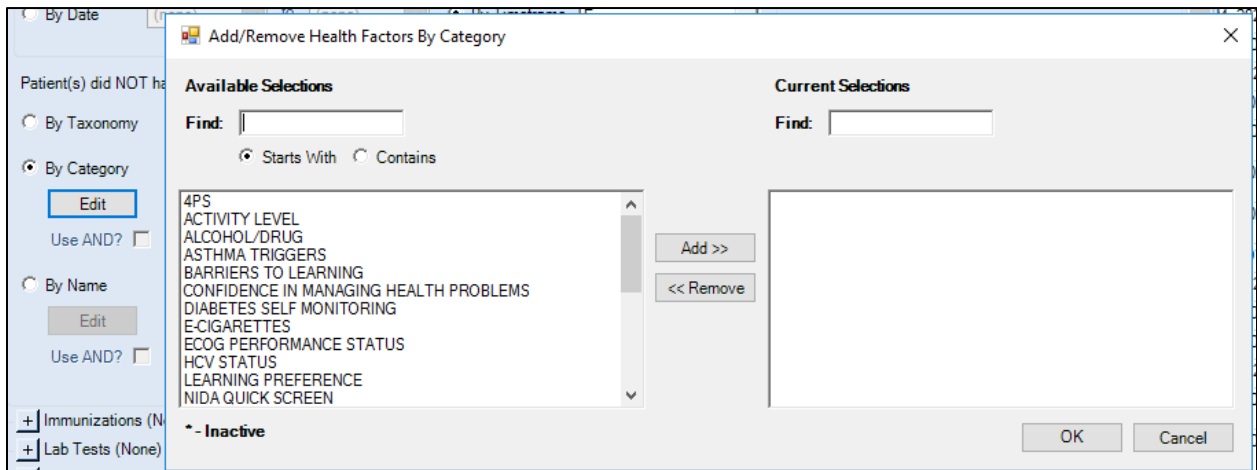 By Date
Add/Remove Health Factors By Category
Patient(s) did NOT ha
Available Selections
Current Selections
By Taxonomy
Find:
Find:
Starts With
Contains
By Category
Edit
Use AND?
4PS
ACTIVITY LEVEL
ALCOHOL/DRUG
ASTHMA TRIGGERS
BARRIERS TO LEARNING
CONFIDENCE IN MANAGING HEALTH PROBLEMS
DIABETES SELF MONITORING
E-CIGARETTES
ECOG PERFORMANCE STATUS
HCV STATUS
LEARNING PREFERENCE
NIDA QUICK SCREEN
Add >>
<< Remove
By Name
Edit
Use AND?
Immunizations (N
* - Inactive
Lab Tests (None)
OK
Cancel